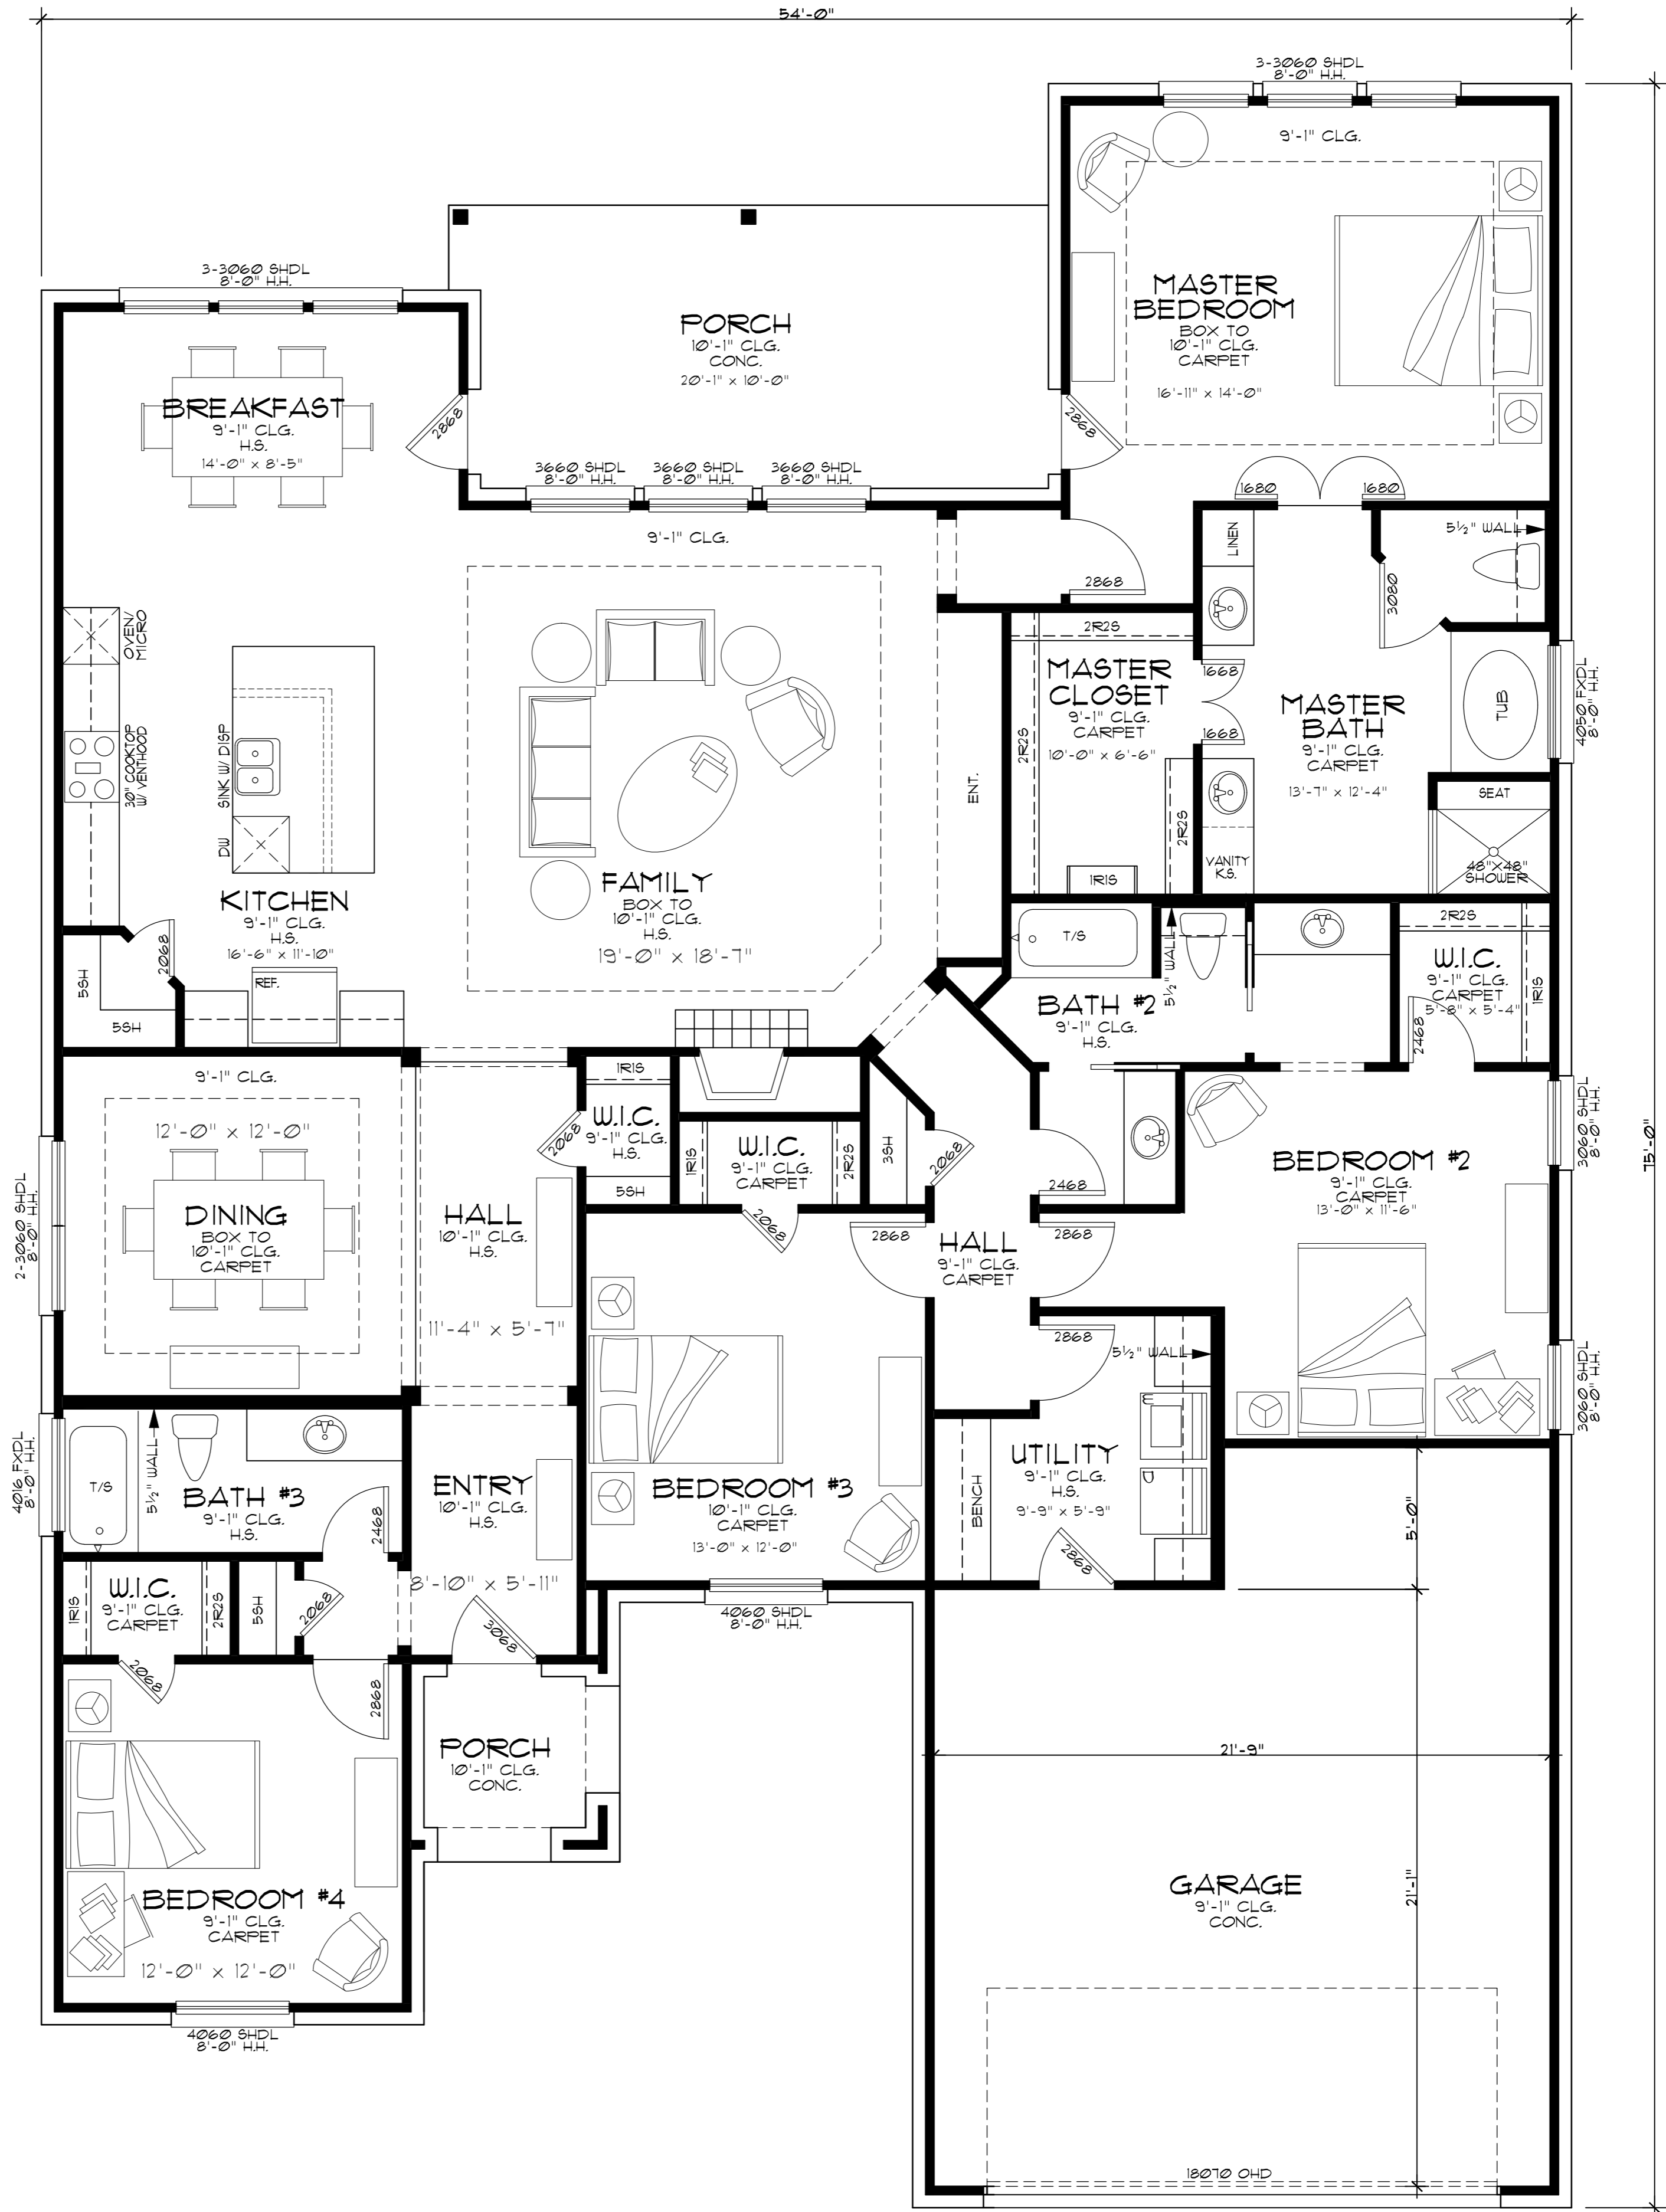 54'-0"
3-3060 SHDL
8'-0" H.H.
9'-1" CLG.
MASTER
BEDROOM
BOX TO
10'-1" CLG.
CARPET
16'-11" x 14'-0"
3-3060 SHDL
8'-0" H.H.
PORCH
10'-1" CLG.
CONC.
20'-1" x 10'-0"
BREAKFAST
9'-1" CLG.
H.S.
14'-0" x 8'-5"
2868
2868
3660 SHDL
8'-0" H.H.
3660 SHDL
8'-0" H.H.
3660 SHDL
8'-0" H.H.
1680
1680
9'-1" CLG.
LINEN
5½" WALL
2868
3080
OVEN/
MICRO
2R2S
MASTER
CLOSET
9'-1" CLG.
CARPET
10'-0" x 6'-6"
2R2S
2R2S
1R1S
1668
1668
MASTER
BATH
9'-1" CLG.
CARPET
13'-7" x 12'-4"
TUB
4050 FXDL
8'-0" H.H.
30" COOKTOP
W/ VENTHOOD
SINK W/ DISP
DW
ENT.
SEAT
VANITY
K.S.
48"x48"
SHOWER
KITCHEN
9'-1" CLG.
H.S.
16'-6" x 11'-10"
FAMILY
BOX TO
10'-1" CLG.
H.S.
19'-0" x 18'-7"
2068
5SH
5SH
REF.
T/S
5½" WALL
BATH #2
9'-1" CLG.
H.S.
2R2S
W.I.C.
9'-1" CLG.
CARPET
5'-8" x 5'-4"
1R1S
2468
9'-1" CLG.
12'-0" x 12'-0"
1R1S
W.I.C.
9'-1" CLG.
H.S.
5SH
2068
1R1S
W.I.C.
9'-1" CLG.
CARPET
2R2S
2068
3SH
2068
2468
3060 SHDL
8'-0" H.H.
75'-0"
BEDROOM #2
9'-1" CLG.
CARPET
13'-0" x 11'-6"
2-3060 SHDL
8'-0" H.H.
DINING
BOX TO
10'-1" CLG.
CARPET
HALL
10'-1" CLG.
H.S.
11'-4" x 5'-7"
2868
HALL
9'-1" CLG.
CARPET
2868
2868
5½" WALL
3060 SHDL
8'-0" H.H.
4016 FXDL
8'-0" H.H.
T/S
5½" WALL
BATH #3
9'-1" CLG.
H.S.
2468
ENTRY
10'-1" CLG.
H.S.
8'-10" x 5'-11"
BEDROOM #3
10'-1" CLG.
CARPET
13'-0" x 12'-0"
BENCH
UTILITY
9'-1" CLG.
H.S.
9'-9" x 5'-9"
D
2868
5'-0"
1R1S
W.I.C.
9'-1" CLG.
CARPET
2R2S
5SH
2068
2068
2868
3068
4060 SHDL
8'-0" H.H.
PORCH
10'-1" CLG.
CONC.
21'-9"
BEDROOM #4
9'-1" CLG.
CARPET
12'-0" x 12'-0"
GARAGE
9'-1" CLG.
CONC.
21'-1"
4060 SHDL
8'-0" H.H.
18070 OHD